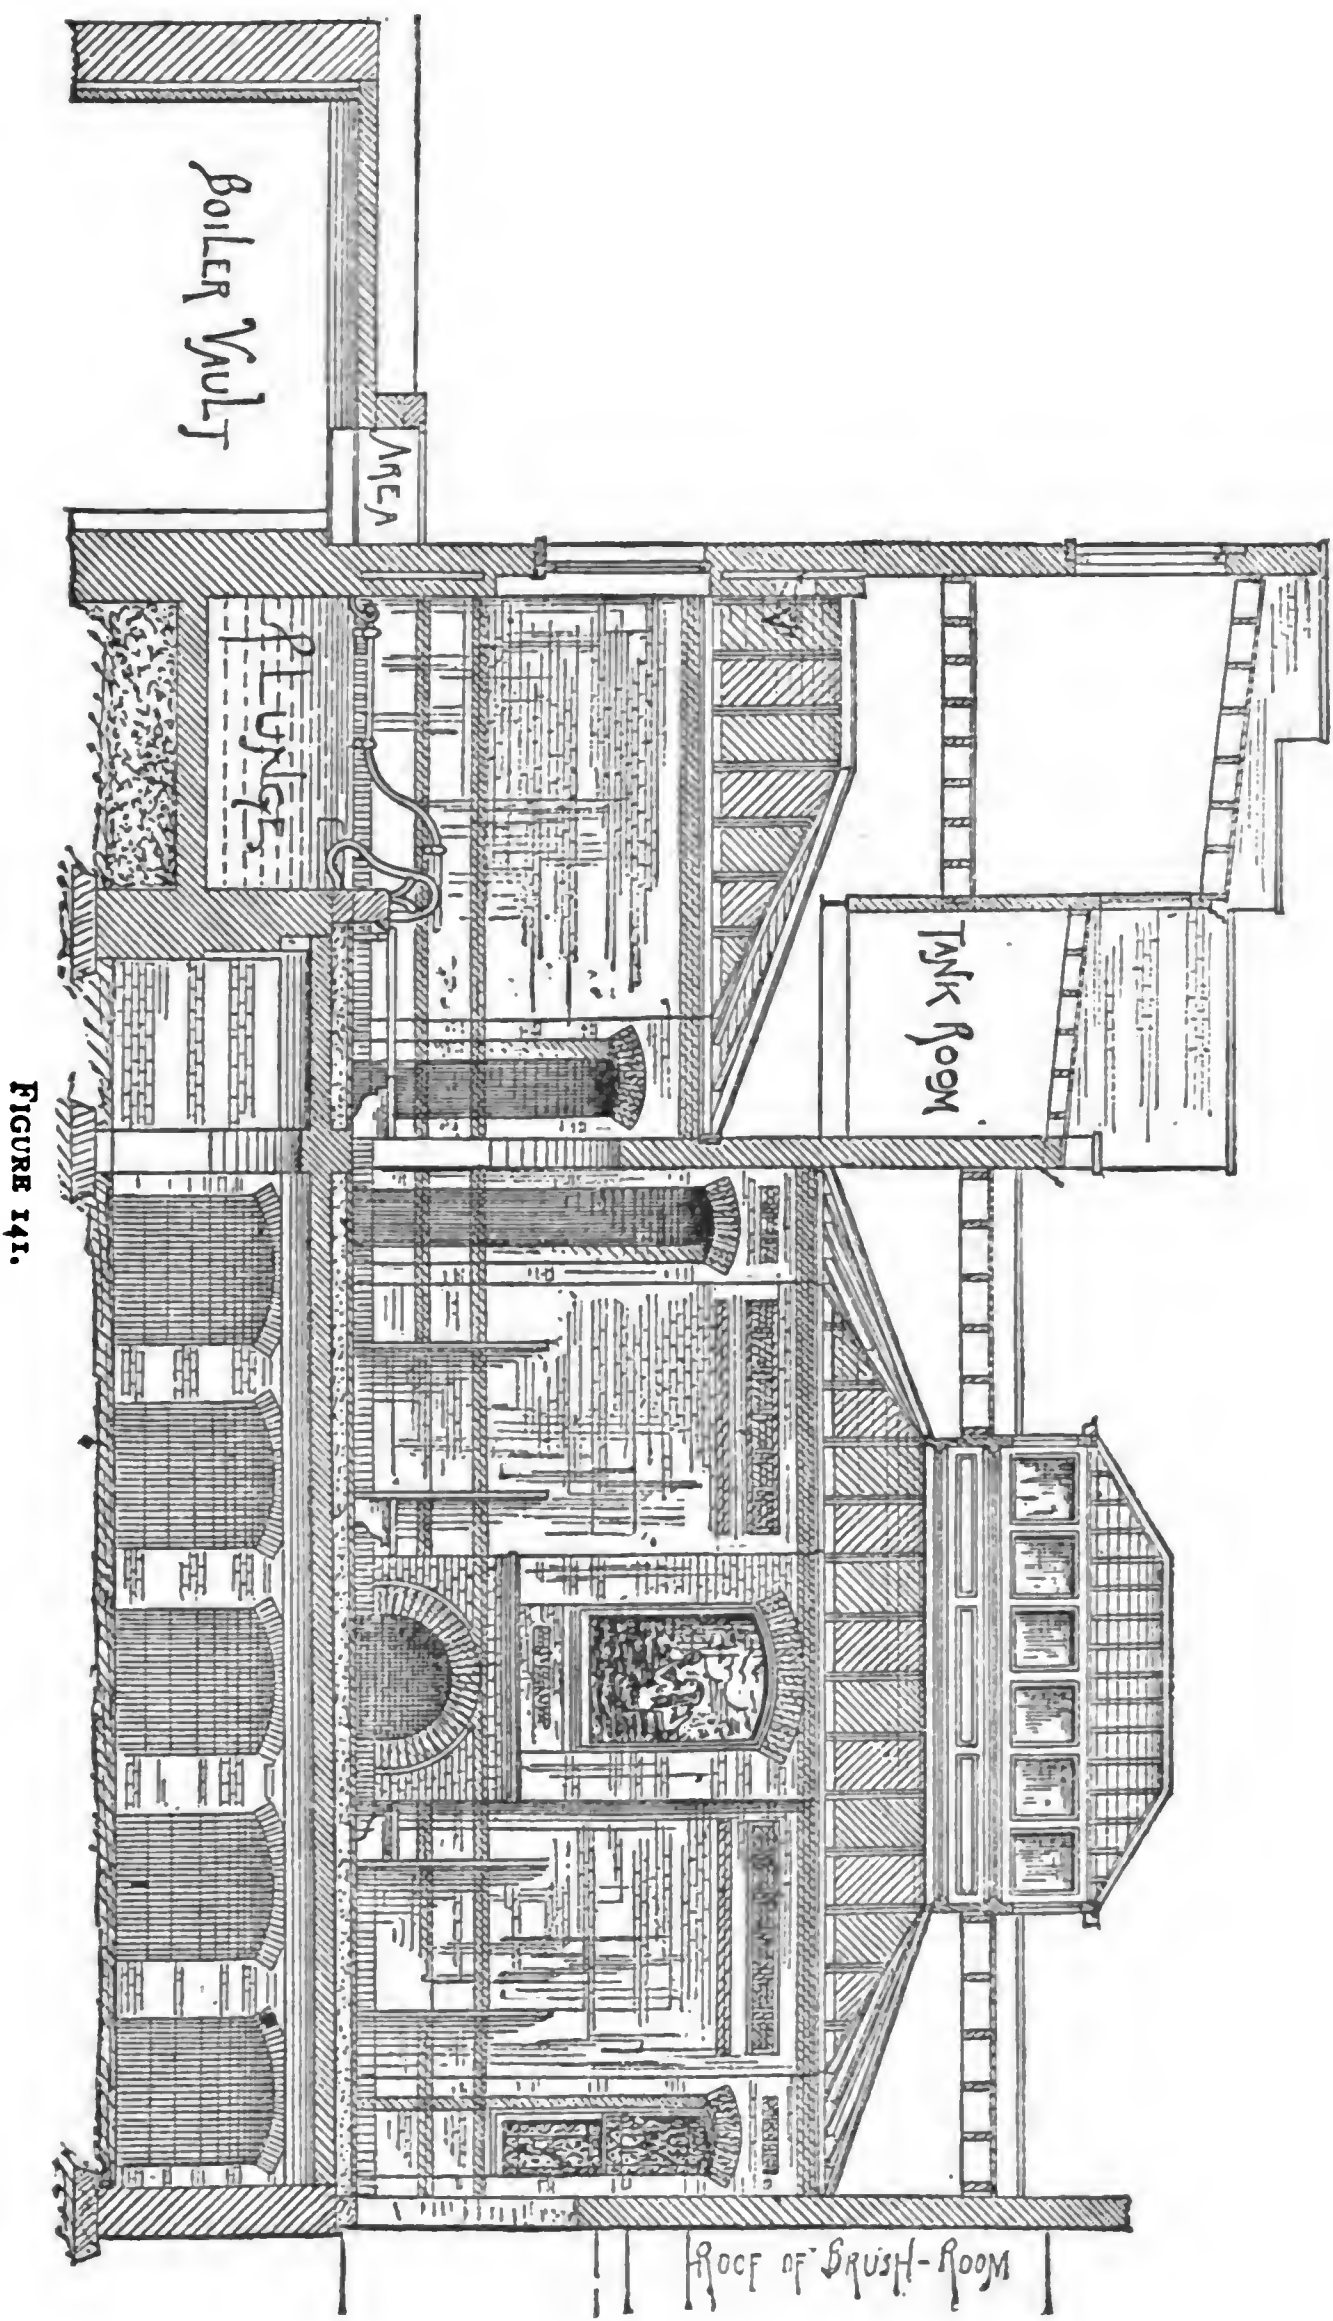 BOILER VAULT
AREA
PLUNGE
TANK ROOM
ROOF OF BRUSH-ROOM
FIGURE 141.